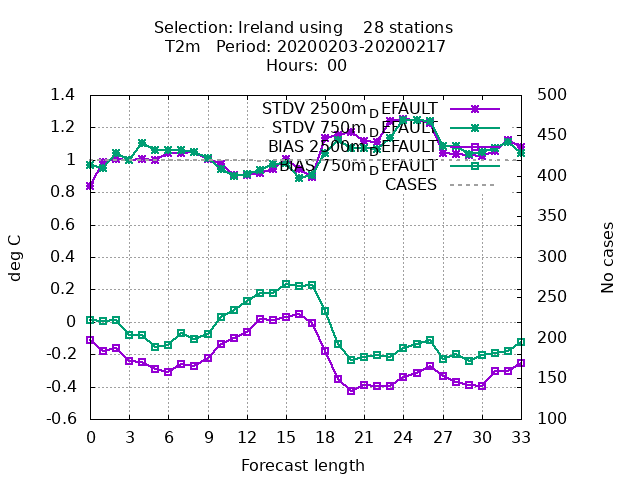 Selection: Ireland using    28 stations
T2m   Period: 20200203-20200217
Hours:  00
1.4
1.2
1
0.8
0.6
0.4
0.2
0
-0.2
-0.4
-0.6
deg C
STDV 2500m_DEFAULT
STDV 750m_DEFAULT
BIAS 2500m_DEFAULT
BIAS 750m_DEFAULT
CASES
500
450
400
350
300
250
200
150
100
No cases
0 3 6 9 12 15 18 21 24 27 30 33
Forecast length